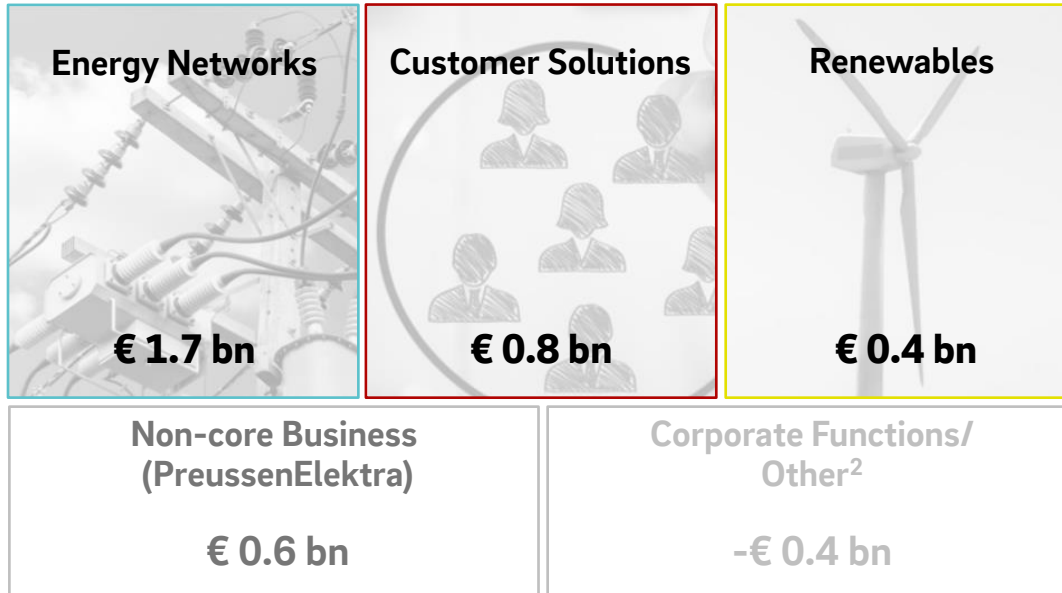 Energy Networks
Customer Solutions
Renewables
€ 1.7 bn
€ 0.8 bn
€ 0.4 bn
Non-core Business
(PreussenElektra)
€ 0.6 bn
Corporate Functions/
Other²
-€ 0.4 bn